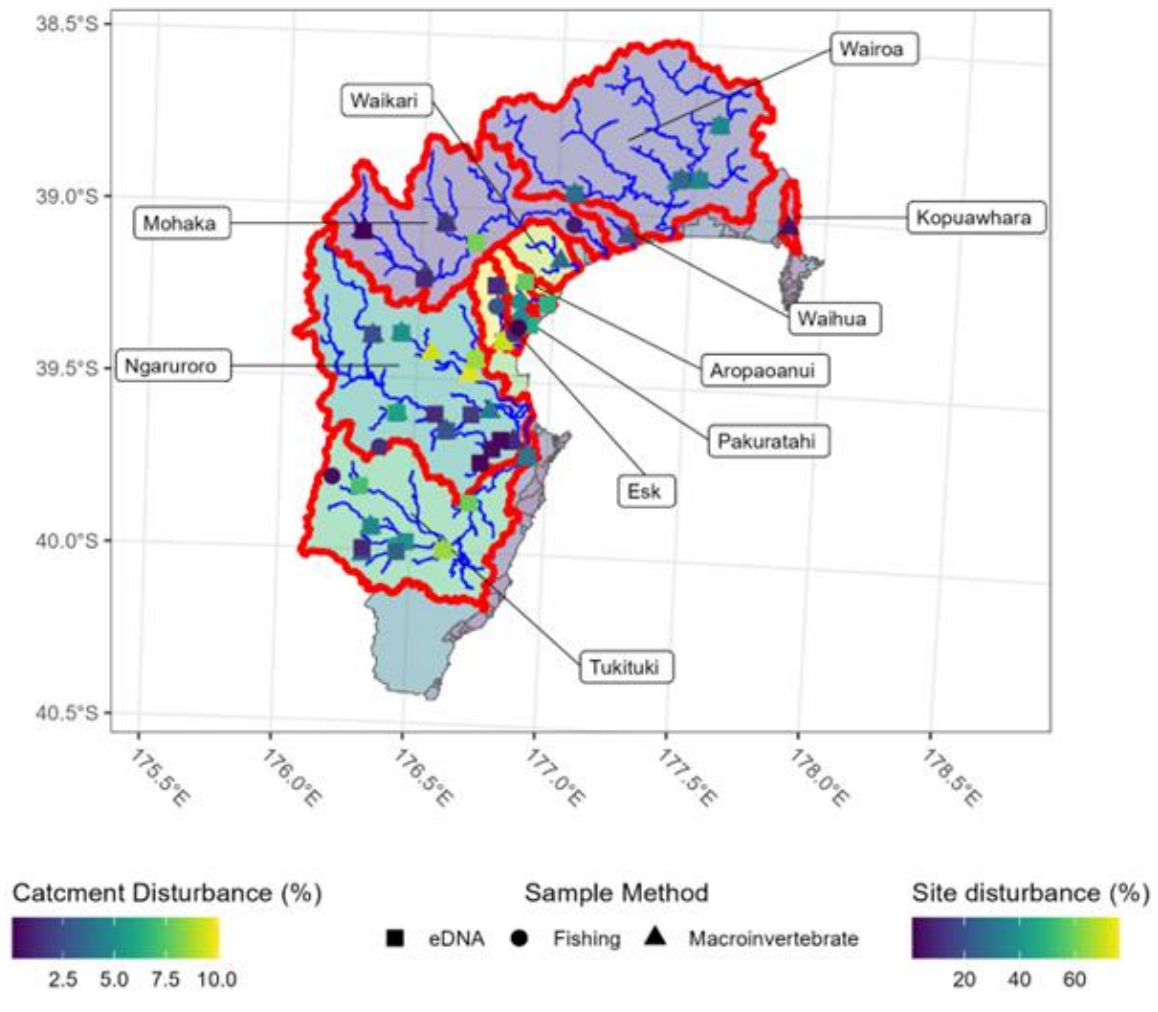 38.5°S
Wairoa
Waikari
39.0°S
Mohaka
Kopuawhara
Waihua
39.5°S
Ngaruroro
Aropaoanui
Pakuratahi
Esk
40.0°S
Tukituki
40.5°S
175.5°E
176.0°E
176.5°E
177.0°E
177.5°E
178.0°E
178.5°E
Catcment Disturbance (%)
2.5 5.0 7.5 10.0
Sample Method
eDNA Fishing Macroinvertebrate
Site disturbance (%)
20 40 60